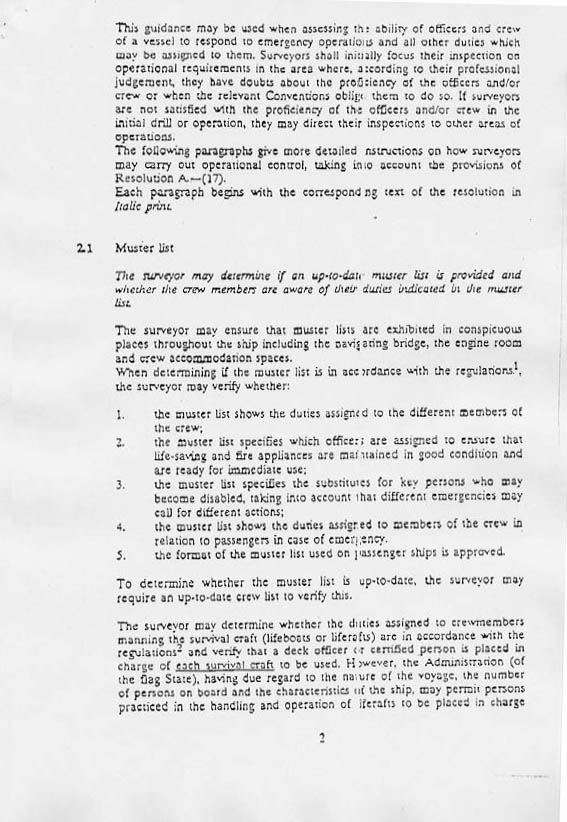 This guidance may be used when assessing the ability of officers and crew
of a vessel to respond to emergency operations and all other duties which
may be assigned to them. Surveyors shall initially focus their inspection on
operational requirements in the area where, according to their professional
judgement, they have doubts about the proficiency of the officers and/or
crew or when the relevant Conventions oblige them to do so. If surveyors
are not satisfied with the proficiency of the officers and/or crew in the
initial drill or operation, they may direct their inspections to other areas of
operations.
The following paragraphs give more detailed nstructions on how surveyors
may carry out operational control, taking into account the provisions of
Resolution A.—(17).
Each paragraph begins with the corresponding text of the resolution in
Italic print.
2.1 Muster list
The surveyor may determine if an up-to-date muster list is provided and
whether the crew members are aware of their duties indicated in the muster
list.
The surveyor may ensure that muster lists are exhibited in conspicuous
places throughout the ship including the navigating bridge, the engine room
and crew accommodation spaces.
When determining if the muster list is in accordance with the regulations.¹,
the surveyor may verify whether:
1. the muster list shows the duties assigned to the different members of
the crew;
2. the muster list specifies which officers are assigned to ensure that
life-saving and fire appliances are maintained in good condition and
are ready for immediate use;
3. the muster list specifies the substitutes for key persons who may
become disabled, taking into account that different emergencies may
call for different actions;
4. the muster list shows the duties assigned to members of the crew in
relation to passengers in case of emergency.
5. the format of the muster list used on passenger ships is approved.
To determine whether the muster list is up-to-date, the surveyor may
require an up-to-date crew list to verify this.
The surveyor may determine whether the duties assigned to crewmembers
manning the survival craft (lifeboats or liferafts) are in accordance with the
regulations² and verify that a deck officer or certified person is placed in
charge of each survival craft to be used. However, the Administration (of
the flag State), having due regard to the nature of the voyage, the number
of persons on board and the characteristics of the ship, may permit persons
practiced in the handling and operation of liferafts to be placed in charge
2